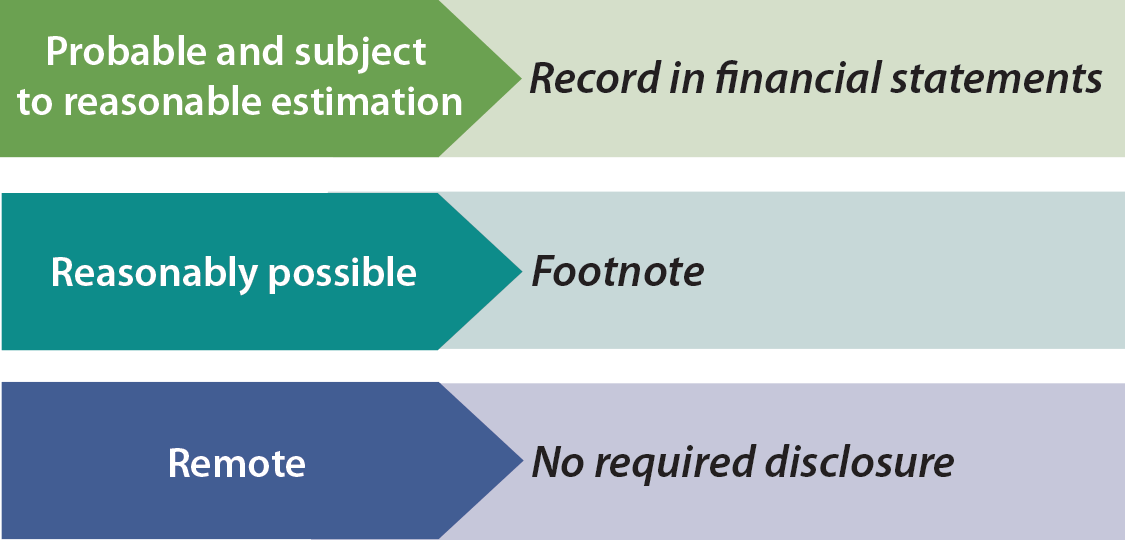 Probable and subject
to reasonable estimation
Record in financial statements
Reasonably possible
Footnote
Remote
No required disclosure